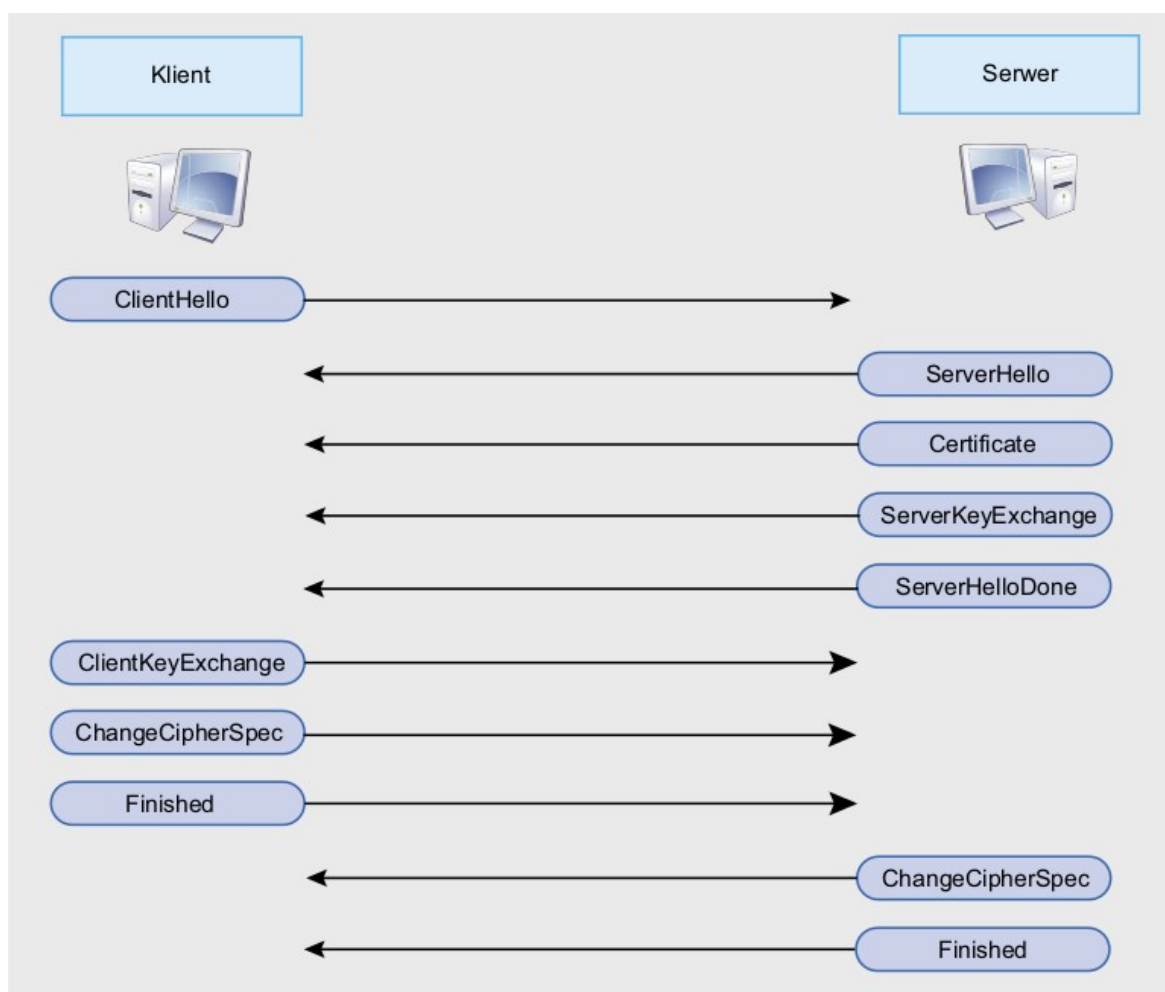 Klient
Serwer
ClientHello
ServerHello
Certificate
ServerKeyExchange
ServerHelloDone
ClientKeyExchange
ChangeCipherSpec
Finished
ChangeCipherSpec
Finished